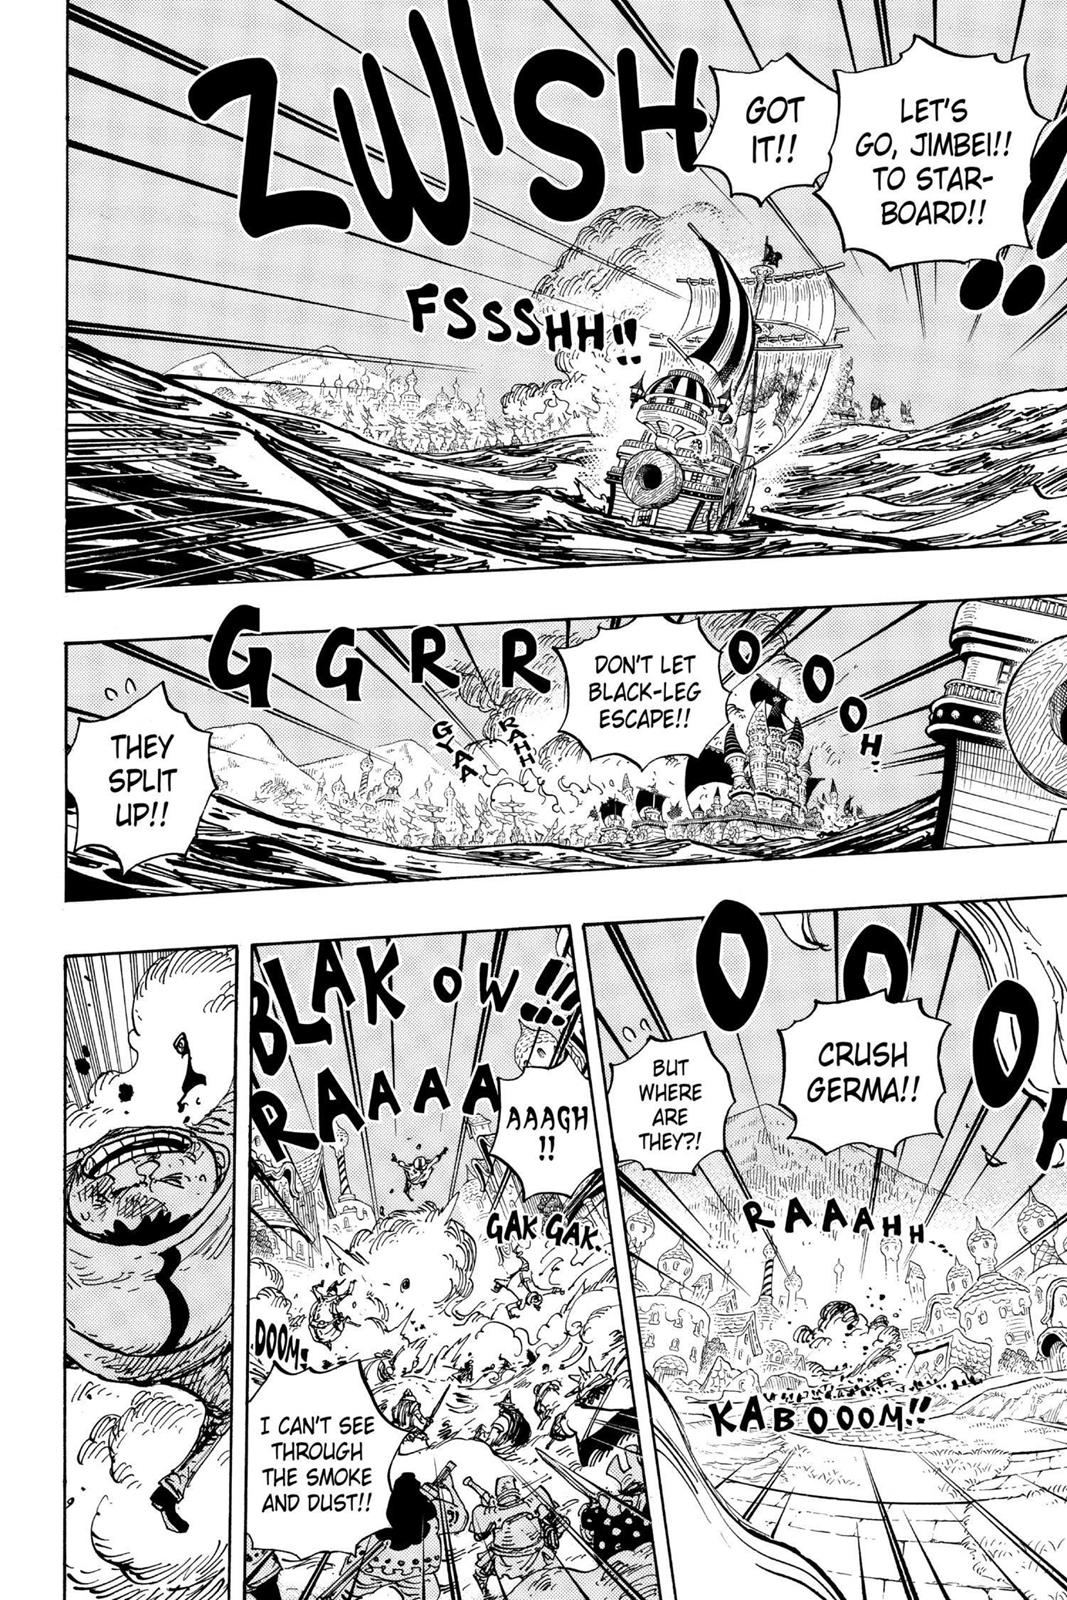 LET'S
GO, JIMBEI!!
TO STAR-
BOARD!!
GOT
IT!!
ZWISH
FSSSHH!!
DON'T LET
BLACK-LEG
ESCAPE!!
GGRR
OOOH
RAHH
GYAA
THEY
SPLIT
UP!!
OOOH
CRUSH
GERMA!!
BUT
WHERE
ARE
THEY?!
RAAAHH
KABOOOM!!
BLAKOW!!!
RAAAA
AAAGH
!!
GAK GAK
DOOM!
I CAN'T SEE
THROUGH
THE SMOKE
AND DUST!!